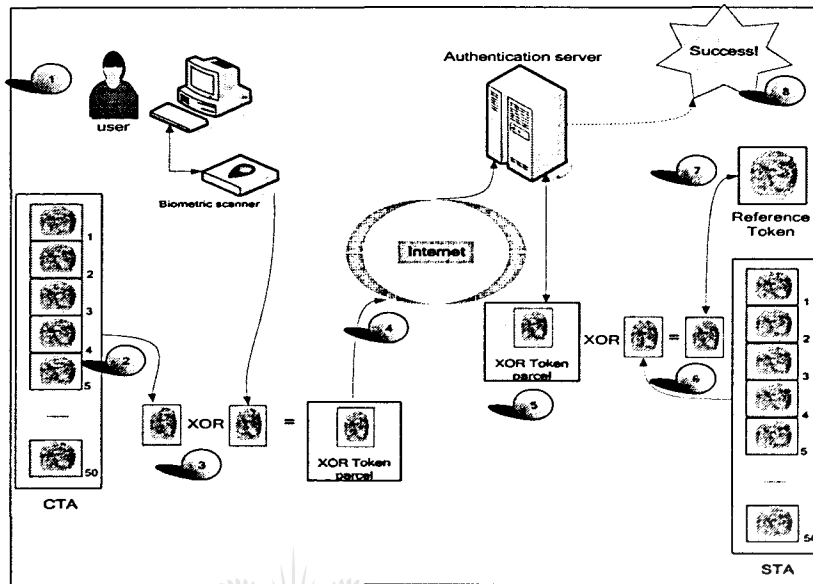 Success!
Authentication server
1
8
user
7
Biometric scanner
Reference
Token
Internet
1
2
3
4
5
50
CTA
2
4
XOR
=
3
XOR Token
parcel
XOR Token
parcel
5
XOR
=
6
1
2
3
4
5
STA